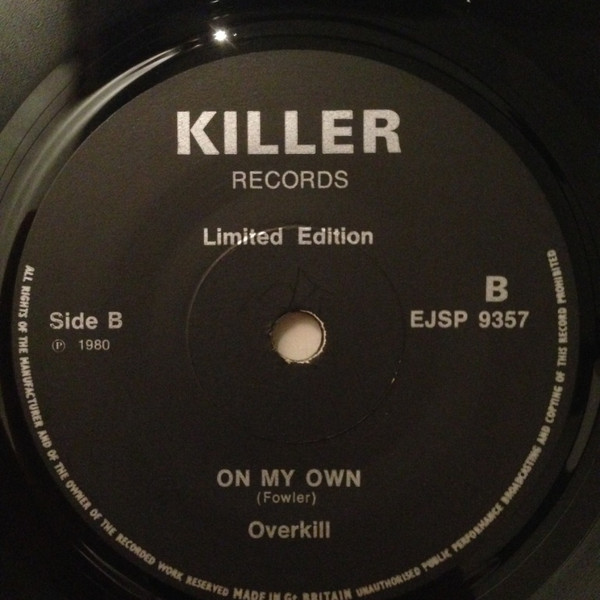 KILLER
RECORDS
Limited Edition
Side B
℗ 1980
B
EJSP 9357
ON MY OWN
(Fowler)
Overkill
ALL RIGHTS OF THE MANUFACTURER AND OF THE OWNER OF THE RECORDED WORK RESERVED MADE IN Gt. BRITAIN UNAUTHORISED PUBLIC PERFORMANCE BROADCASTING AND COPYING OF THIS RECORD PROHIBITED